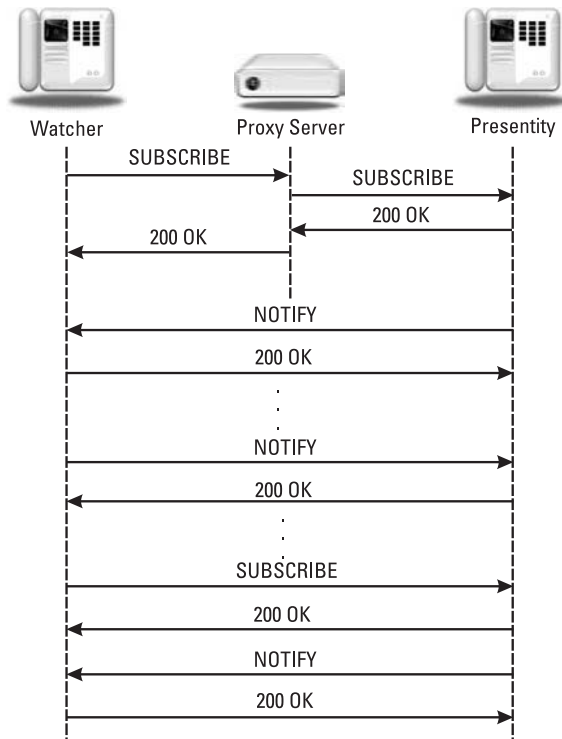 Watcher
Proxy Server
Presentity
SUBSCRIBE
SUBSCRIBE
200 OK
200 OK
NOTIFY
200 OK
NOTIFY
200 OK
SUBSCRIBE
200 OK
NOTIFY
200 OK